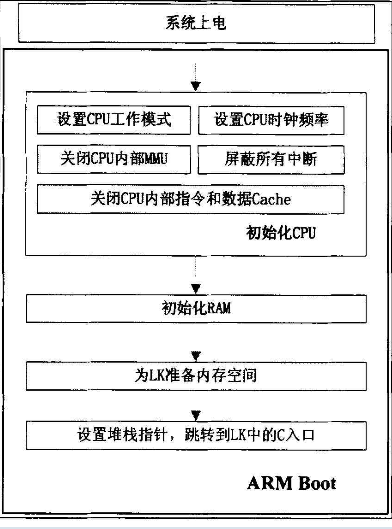 系统上电
设置CPU工作模式
设置CPU时钟频率
关闭CPU内部MMU
屏蔽所有中断
关闭CPU内部指令和数据Cache
初始化CPU
初始化RAM
为LK准备内存空间
设置堆栈指针，跳转到LK中的C入口
ARM Boot